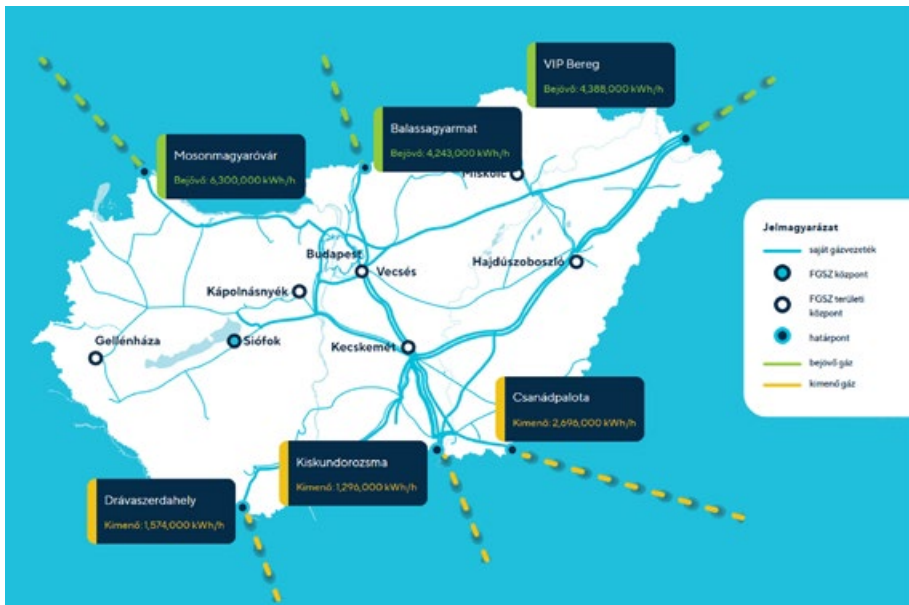 VIP Bereg
Bejövő: 4,388,000 kWh/h
Balassagyarmat
Bejövő: 4,243,000 kWh/h
Mosonmagyaróvár
Bejövő: 6,300,000 kWh/h
Miskolc
Jelmagyarázat
saját gázvezeték
FGSZ központ
FGSZ területi
központ
határpont
bejövő gáz
kimenő gáz
Budapest
Vecsés
Hajdúszoboszló
Kápolnásnyék
Gellénháza
Siófok
Kecskemét
Csanádpalota
Kimenő: 2,696,000 kWh/h
Kiskundorozsma
Kimenő: 1,296,000 kWh/h
Drávaszerdahely
Kimenő: 1,574,000 kWh/h